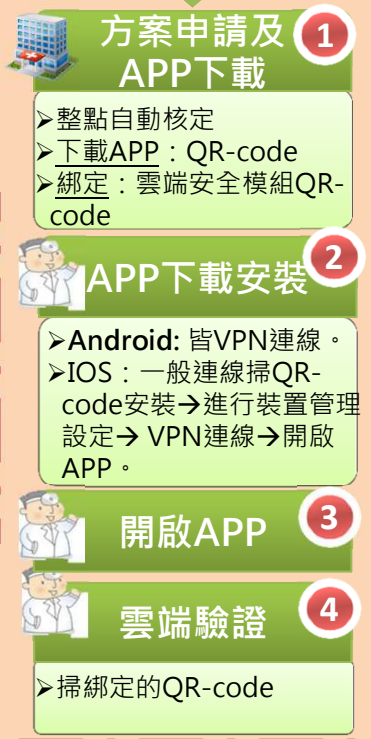 方案申請及
APP下載
1
➢整點自動核定
➢下載APP：QR-code
➢綁定：雲端安全模組QR-
code
2
APP下載安裝
➢Android: 皆VPN連線。
➢IOS：一般連線掃QR-
code安裝→進行裝置管理
設定→ VPN連線→開啟
APP。
3
開啟APP
4
雲端驗證
➢掃綁定的QR-code